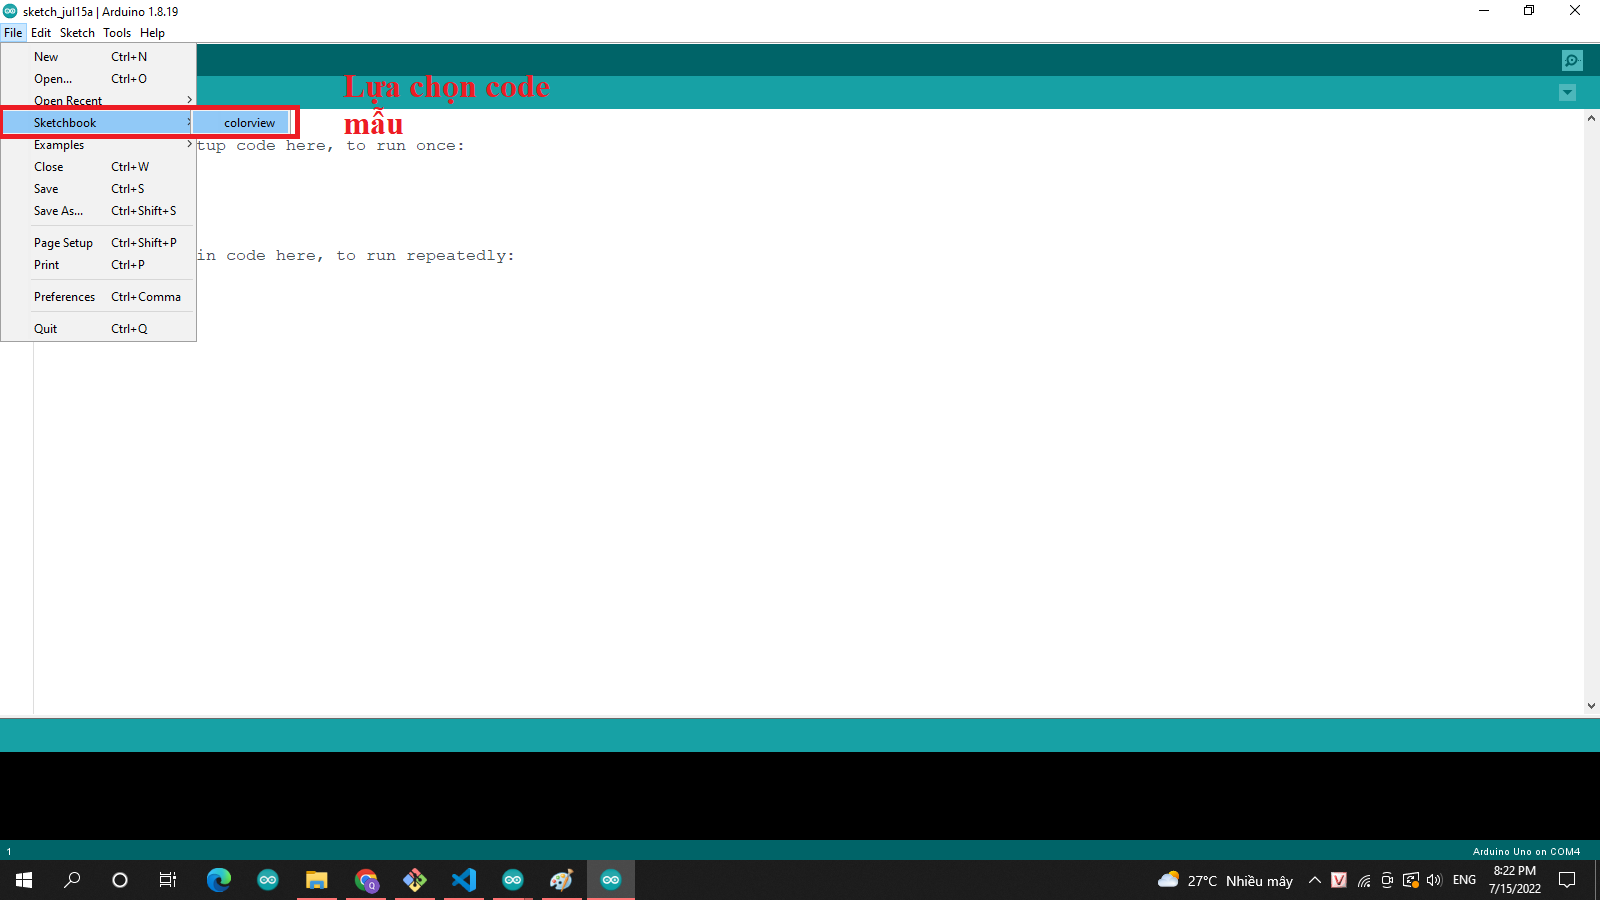 sketch_jul15a | Arduino 1.8.19
File Edit Sketch Tools Help
New Ctrl+N
Open... Ctrl+O
Open Recent
Sketchbook colorview
Examples
Close Ctrl+W
Save Ctrl+S
Save As... Ctrl+Shift+S
Page Setup Ctrl+Shift+P
Print Ctrl+P
Preferences Ctrl+Comma
Quit Ctrl+Q
Lựa chọn code
mẫu
tup code here, to run once:
in code here, to run repeatedly:
1 Arduino Uno on COM4
27°C Nhiều mây ENG 8:22 PM
7/15/2022